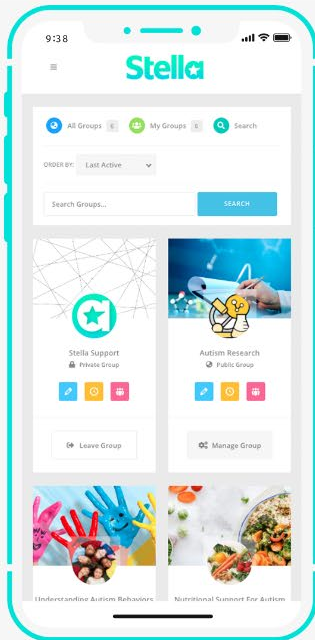 9:38
Stella
All Groups 6 My Groups 6 Search
ORDER BY: Last Active
Search Groups... SEARCH
Stella Support
Private Group
Leave Group
Autism Research
Public Group
Manage Group
Understanding Autism Behaviors
Nutritional Support For Autism